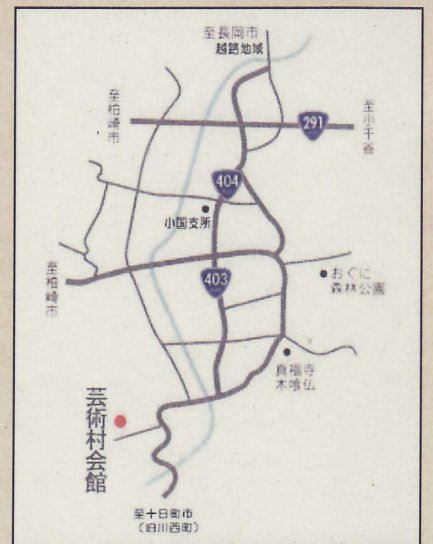 至長岡市
越路地域
至柏崎市
291
至小千谷
404
小国支所
至柏崎市
403
おぐに
森林公園
真福寺
木喰仏
芸術村会館
至十日町市
(旧川西町)